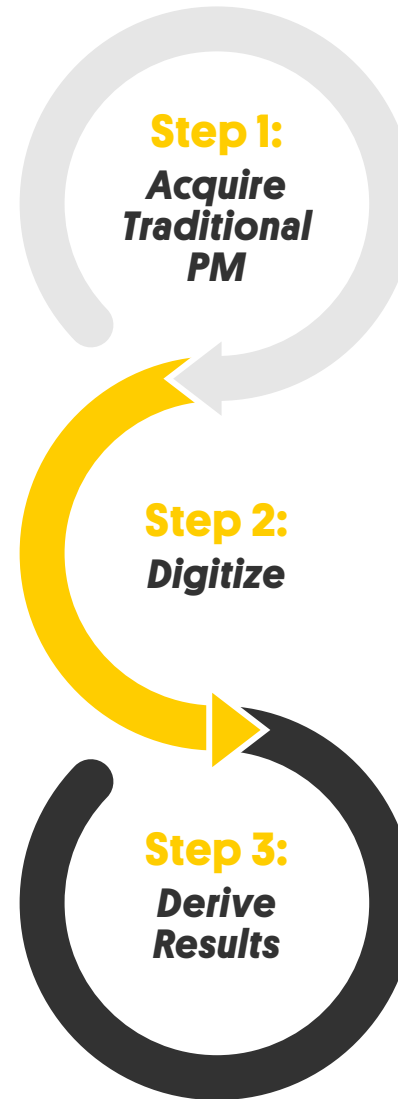 Step 1:
Acquire
Traditional
PM
Step 2:
Digitize
Step 3:
Derive
Results